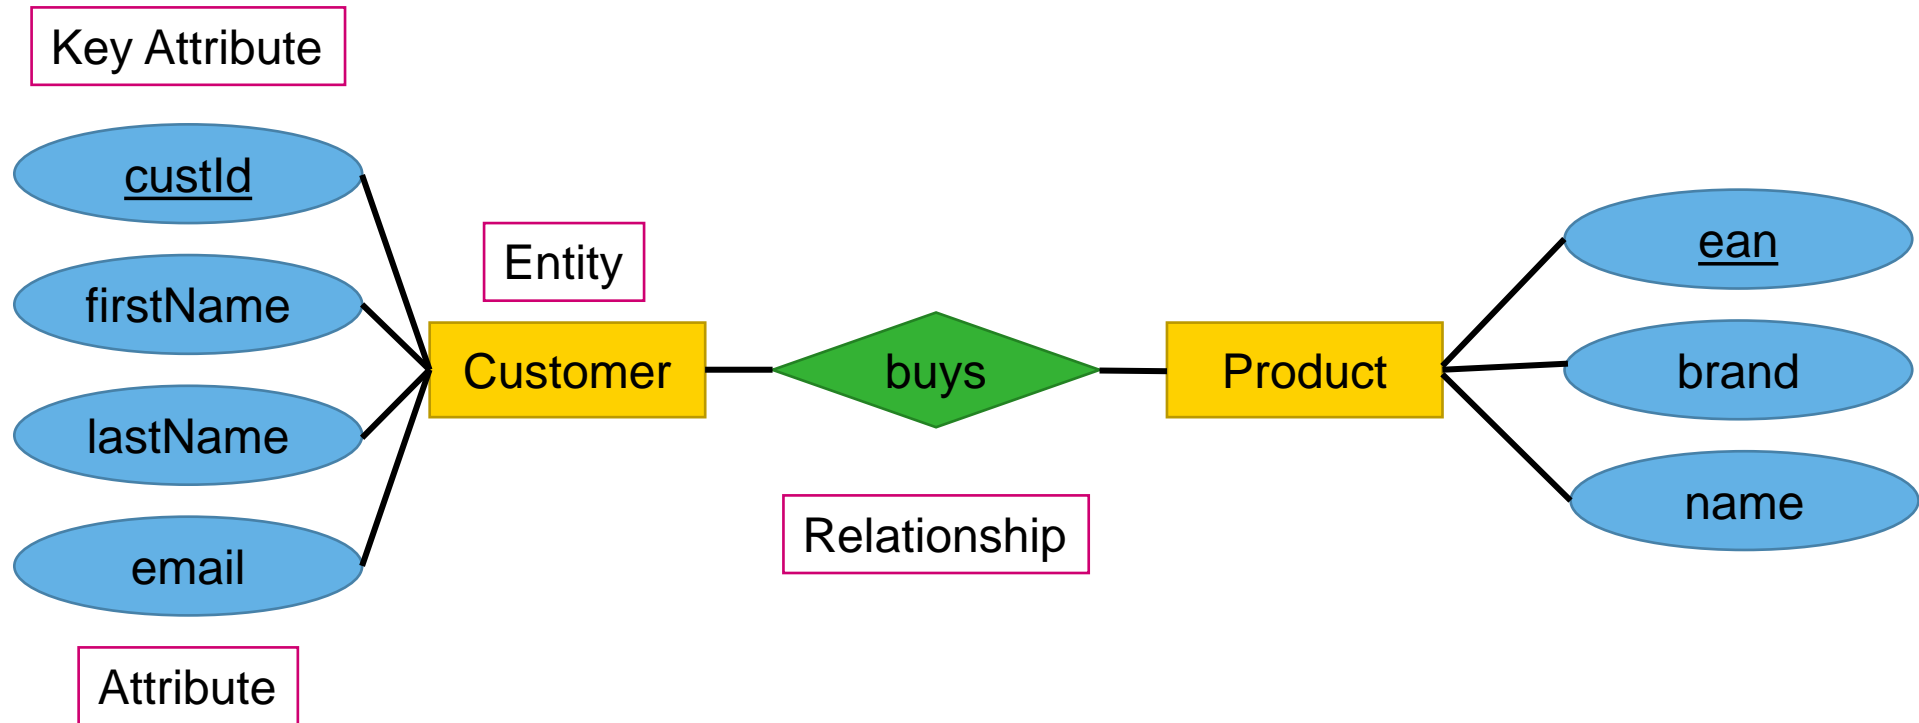 Key Attribute
custId
firstName
lastName
email
Attribute
Entity
Customer
buys
Relationship
Product
ean
brand
name